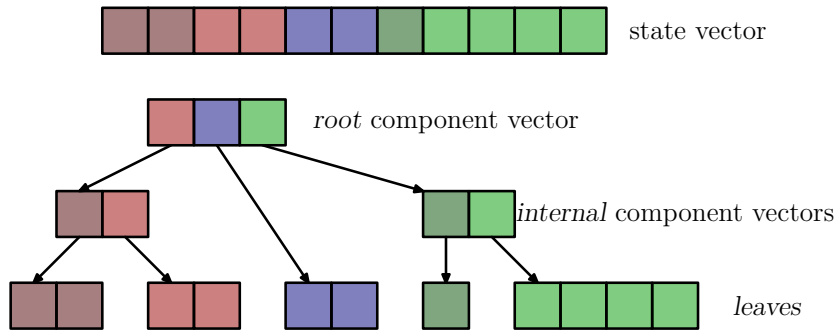 state vector
root component vector
internal component vectors
leaves